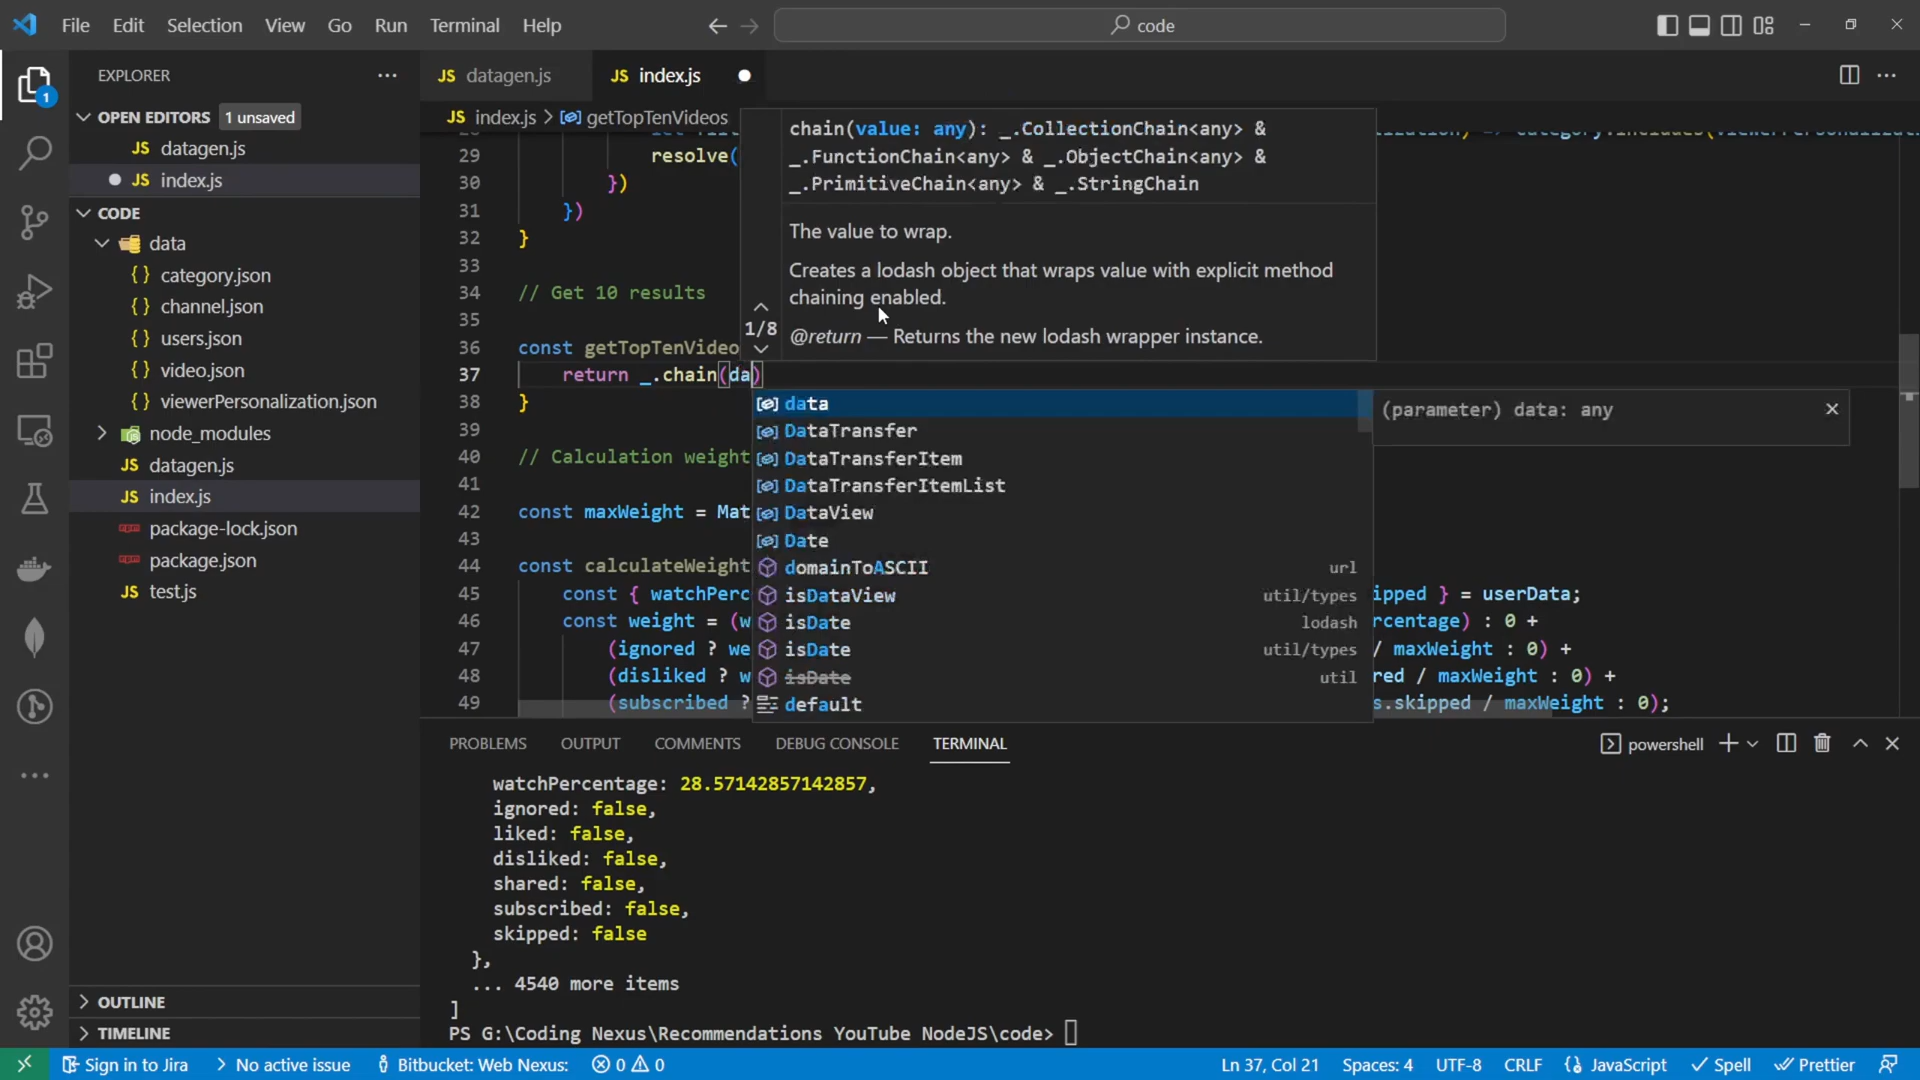 File Edit Selection View Go Run Terminal Help
code
EXPLORER
OPEN EDITORS 1 unsaved
JS datagen.js
JS index.js
CODE
data
{} category.json
{} channel.json
{} users.json
{} video.json
{} viewerPersonalization.json
node_modules
JS datagen.js
JS index.js
package-lock.json
package.json
JS test.js
OUTLINE
TIMELINE
1
JS datagen.js
JS index.js
JS index.js > getTopTenVideos
29 resolve(
30 })
31 })
32 }
33
34 // Get 10 results
35
36 const getTopTenVideo
37 return _.chain(da)
38 }
39
40 // Calculation weight
41
42 const maxWeight = Mat
43
44 const calculateWeight
45 const { watchPerc ipped } = userData;
46 const weight = (w rcentage) : 0 +
47 (ignored ? we / maxWeight : 0) +
48 (disliked ? w red / maxWeight : 0) +
49 (subscribed ? s.skipped / maxWeight : 0);
chain(value: any): _.CollectionChain<any> &
_.FunctionChain<any> & _.ObjectChain<any> &
_.PrimitiveChain<any> & _.StringChain
The value to wrap.
Creates a lodash object that wraps value with explicit method
chaining enabled.
1/8
@return — Returns the new lodash wrapper instance.
data
DataTransfer
DataTransferItem
DataTransferItemList
DataView
Date
domainToASCII url
isDataView util/types
isDate lodash
isDate util/types
isDate util
default
(parameter) data: any
PROBLEMS OUTPUT COMMENTS DEBUG CONSOLE TERMINAL
powershell
watchPercentage: 28.57142857142857,
ignored: false,
liked: false,
disliked: false,
shared: false,
subscribed: false,
skipped: false
},
... 4540 more items
]
PS G:\Coding Nexus\Recommendations YouTube NodeJS\code>
Sign in to Jira No active issue Bitbucket: Web Nexus: 0 0 Ln 37, Col 21 Spaces: 4 UTF-8 CRLF {} JavaScript Spell Prettier